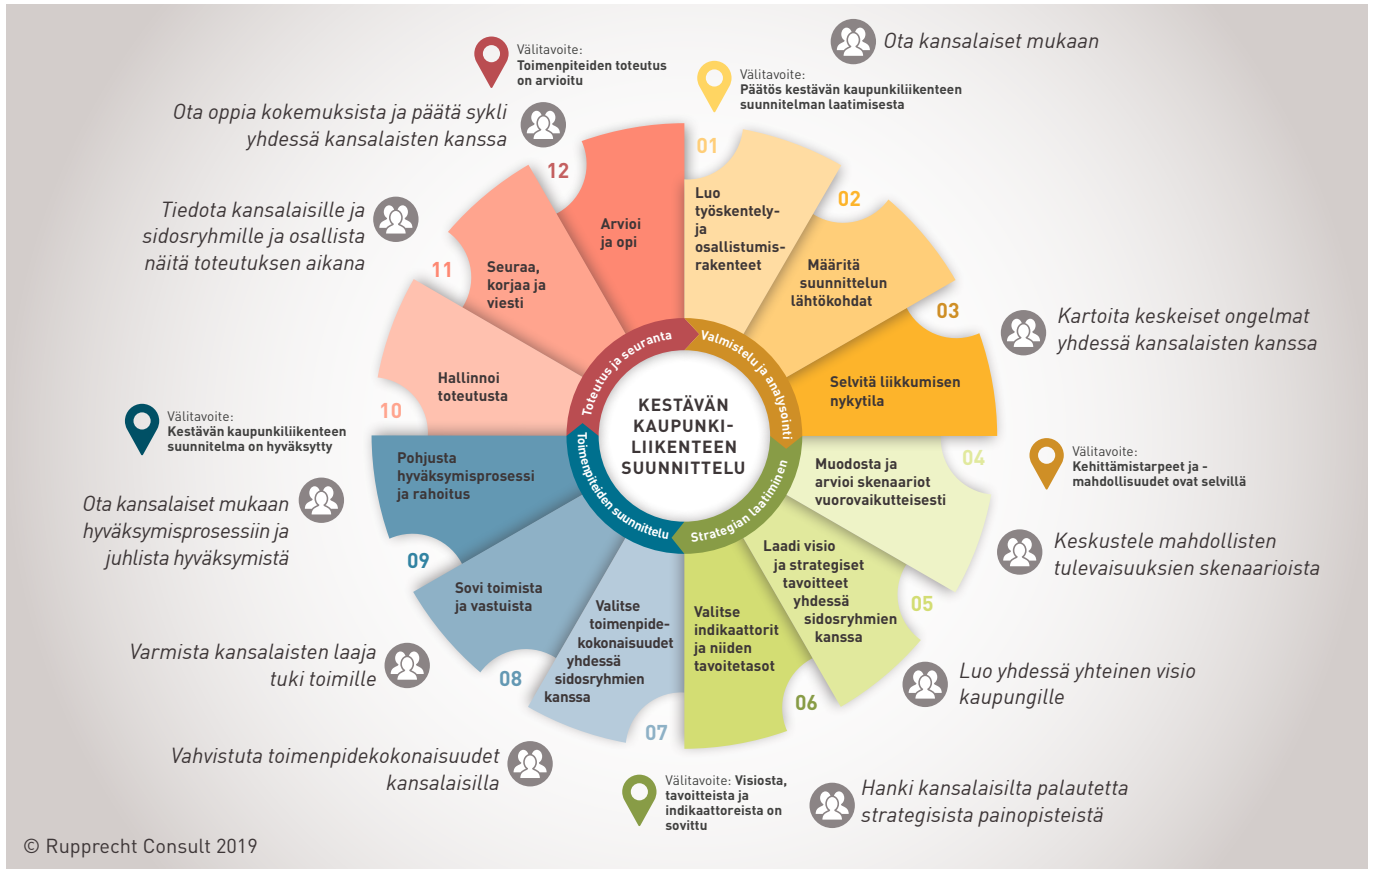 Ota kansalaiset mukaan
Välitavoite:
Toimenpiteiden toteutus
on arvioitu
Välitavoite:
Päätös kestävän kaupunkiliikenteen
suunnitelman laatimisesta
Ota oppia kokemuksista ja päätä sykli
yhdessä kansalaisten kanssa
Tiedota kansalaisille ja
sidosryhmille ja osallista
näitä toteutuksen aikana
01
Luo
työskentely-
ja
osallistumis-
rakenteet
02
Määritä
suunnittelun
lähtökohdat
03
Selvitä liikkumisen
nykytila
Kartoita keskeiset ongelmat
yhdessä kansalaisten kanssa
Välitavoite:
Kehittämistarpeet ja -
mahdollisuudet ovat selvillä
04
Muodosta ja
arvioi skenaariot
vuorovaikutteisesti
Keskustele mahdollisten
tulevaisuuksien skenaarioista
05
Laadi visio
ja strategiset
tavoitteet
yhdessä
sidosryhmien
kanssa
Luo yhdessä yhteinen visio
kaupungille
06
Valitse
indikaattorit
ja niiden
tavoitetasot
Hanki kansalaisilta palautetta
strategisista painopisteistä
Välitavoite: Visiosta,
tavoitteista ja
indikaattoreista on
sovittu
07
Valitse
toimenpide-
kokonaisuudet
yhdessä
sidosryhmien
kanssa
Vahvistuta toimenpidekokonaisuudet
kansalaisilla
08
Sovi toimista
ja vastuista
Varmista kansalaisten laaja
tuki toimille
09
Pohjusta
hyväksymisprosessi
ja rahoitus
Ota kansalaiset mukaan
hyväksymisprosessiin ja
juhlista hyväksymistä
Välitavoite:
Kestävän kaupunkiliikenteen
suunnitelma on hyväksytty
10
Hallinnoi
toteutusta
11
Seuraa,
korjaa ja
viesti
12
Arvioi
ja opi
Toteutus ja seuranta
Valmistelu ja analysointi
Strategian laatiminen
Toimenpiteiden suunnittelu
KESTÄVÄN
KAUPUNKI-
LIIKENTEEN
SUUNNITTELU
© Rupprecht Consult 2019